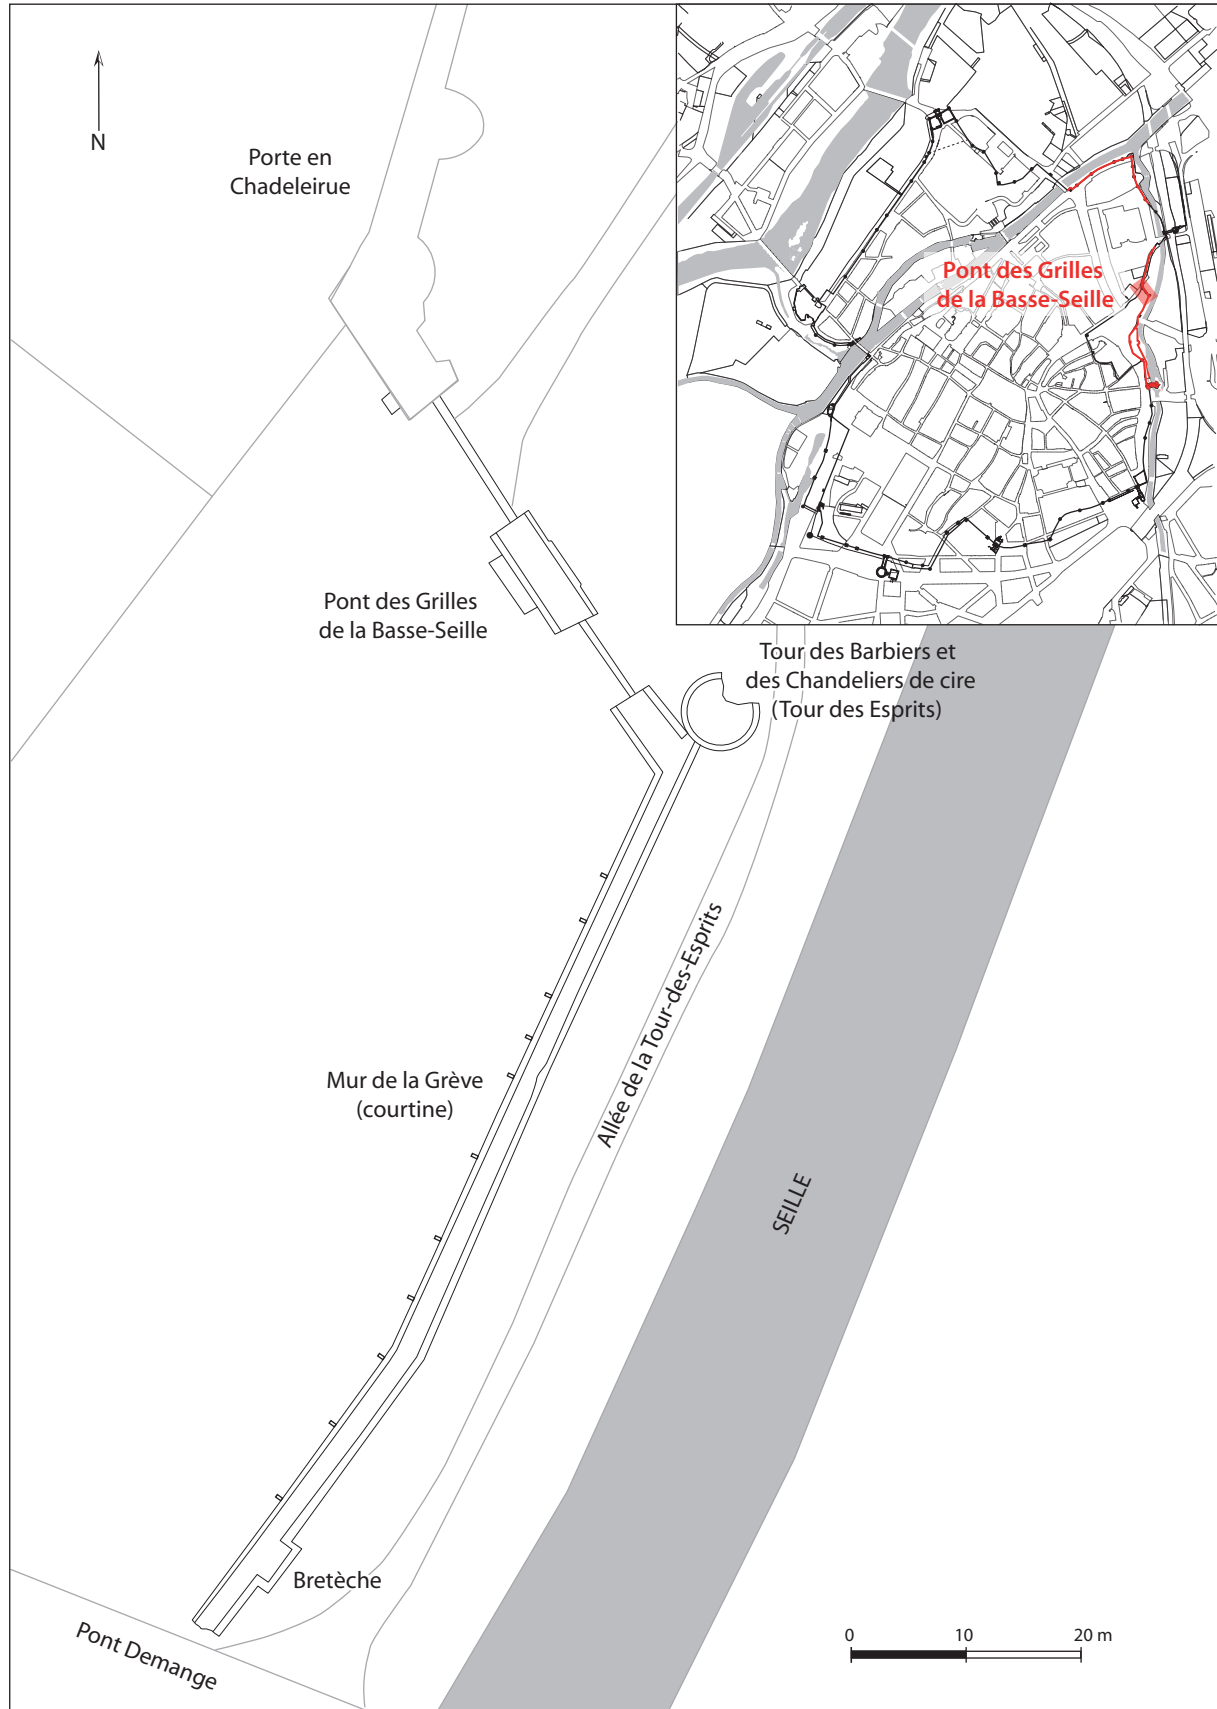 N
Porte en
Chadeleirue
Pont des Grilles
de la Basse-Seille
Pont des Grilles
de la Basse-Seille
Tour des Barbiers et
des Chandeliers de cire
(Tour des Esprits)
Allée de la Tour-des-Esprits
Mur de la Grève
(courtine)
SEILLE
Bretèche
Pont Demange
0 10 20 m